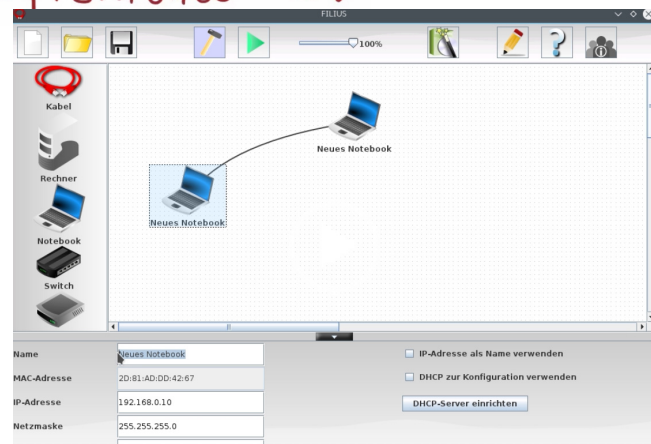 FILIUS
100%
Kabel
Rechner
Notebook
Switch
Neues Notebook
Neues Notebook
Name
Neues Notebook
IP-Adresse als Name verwenden
MAC-Adresse
2D:81:AD:DD:42:67
DHCP zur Konfiguration verwenden
IP-Adresse
192.168.0.10
DHCP-Server einrichten
Netzmaske
255.255.255.0